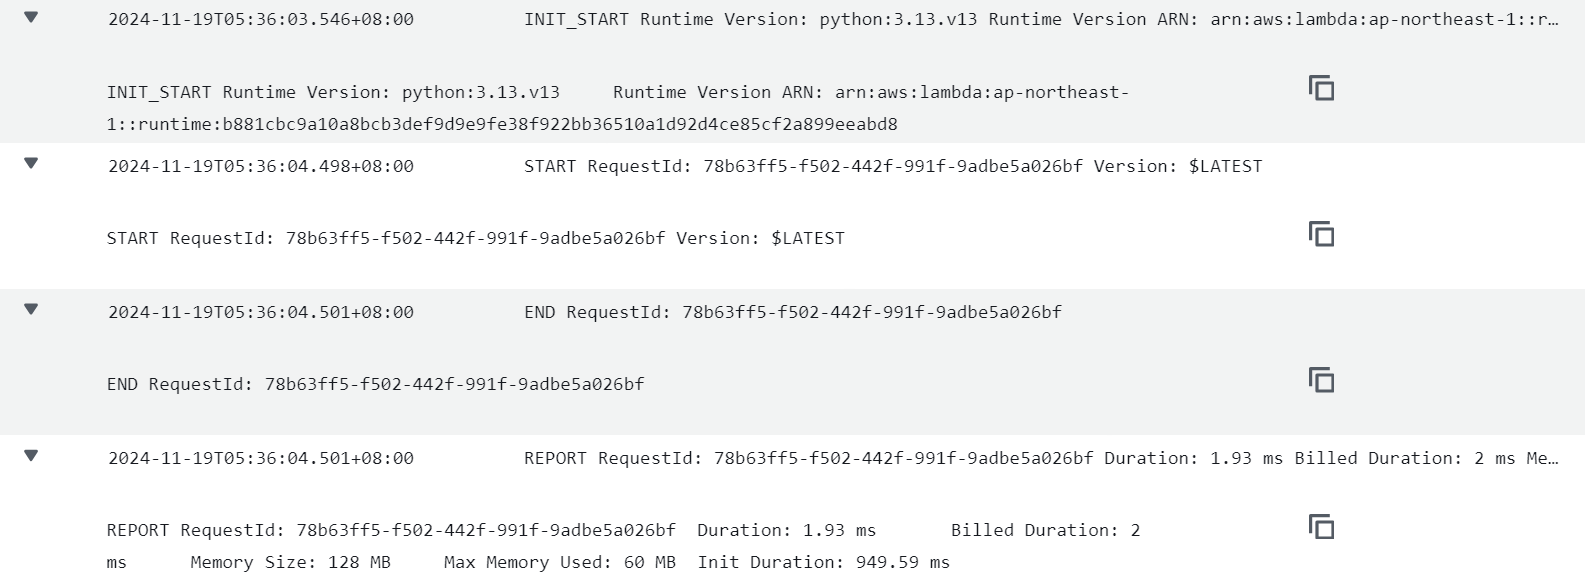 2024-11-19T05:36:03.546+08:00 INIT_START Runtime Version: python:3.13.v13 Runtime Version ARN: arn:aws:lambda:ap-northeast-1::r…
INIT_START Runtime Version: python:3.13.v13 Runtime Version ARN: arn:aws:lambda:ap-northeast-
1::runtime:b881cbc9a10a8bcb3def9d9e9fe38f922bb36510a1d92d4ce85cf2a899eeabd8
2024-11-19T05:36:04.498+08:00 START RequestId: 78b63ff5-f502-442f-991f-9adbe5a026bf Version: $LATEST
START RequestId: 78b63ff5-f502-442f-991f-9adbe5a026bf Version: $LATEST
2024-11-19T05:36:04.501+08:00 END RequestId: 78b63ff5-f502-442f-991f-9adbe5a026bf
END RequestId: 78b63ff5-f502-442f-991f-9adbe5a026bf
2024-11-19T05:36:04.501+08:00 REPORT RequestId: 78b63ff5-f502-442f-991f-9adbe5a026bf Duration: 1.93 ms Billed Duration: 2 ms Me…
REPORT RequestId: 78b63ff5-f502-442f-991f-9adbe5a026bf Duration: 1.93 ms Billed Duration: 2
ms Memory Size: 128 MB Max Memory Used: 60 MB Init Duration: 949.59 ms